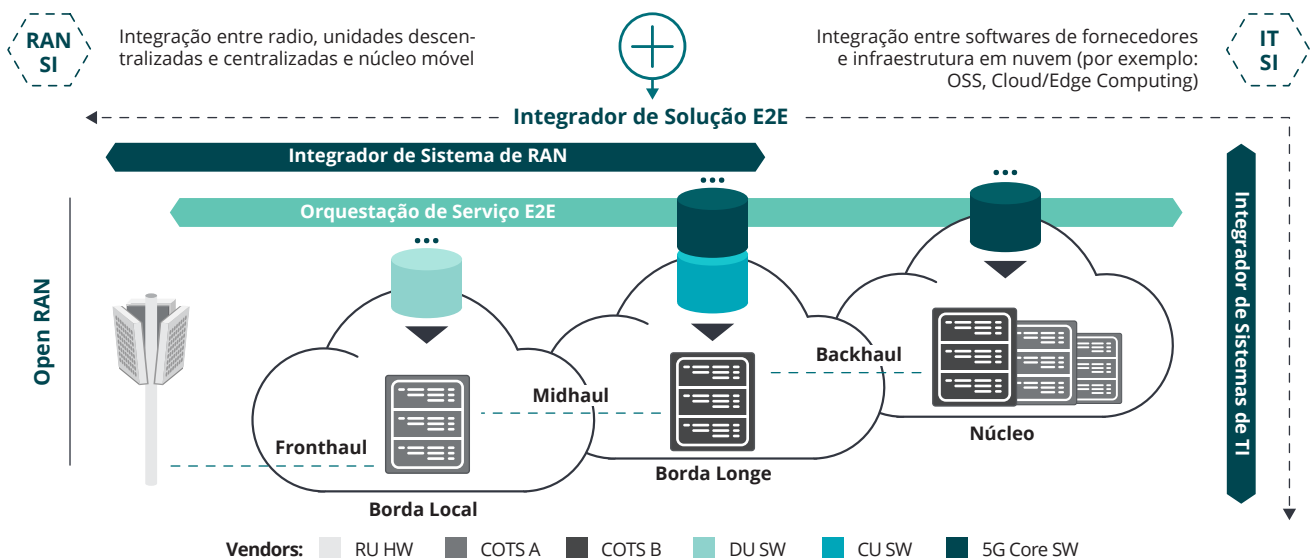 RAN
SI
Integração entre radio, unidades descen-
tralizadas e centralizadas e núcleo móvel
Integração entre softwares de fornecedores
e infraestrutura em nuvem (por exemplo:
OSS, Cloud/Edge Computing)
IT
SI
Integrador de Solução E2E
Integrador de Sistema de RAN
Orquestação de Serviço E2E
Integrador de Sistemas de TI
Open RAN
Backhaul
Midhaul
Fronthaul
Núcleo
Borda Longe
Borda Local
Vendors: RU HW COTS A COTS B DU SW CU SW 5G Core SW